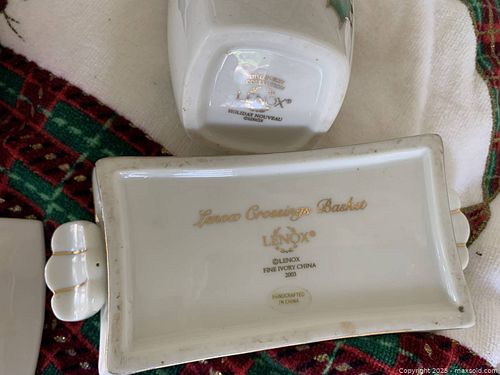 LENOX®
HOLIDAY NOUVEAU
©LENOX
Lenox Crossings Basket
LENOX®
©LENOX
FINE IVORY CHINA
2003
HANDCRAFTED
IN CHINA
Copyright 2025 - maxsold.com